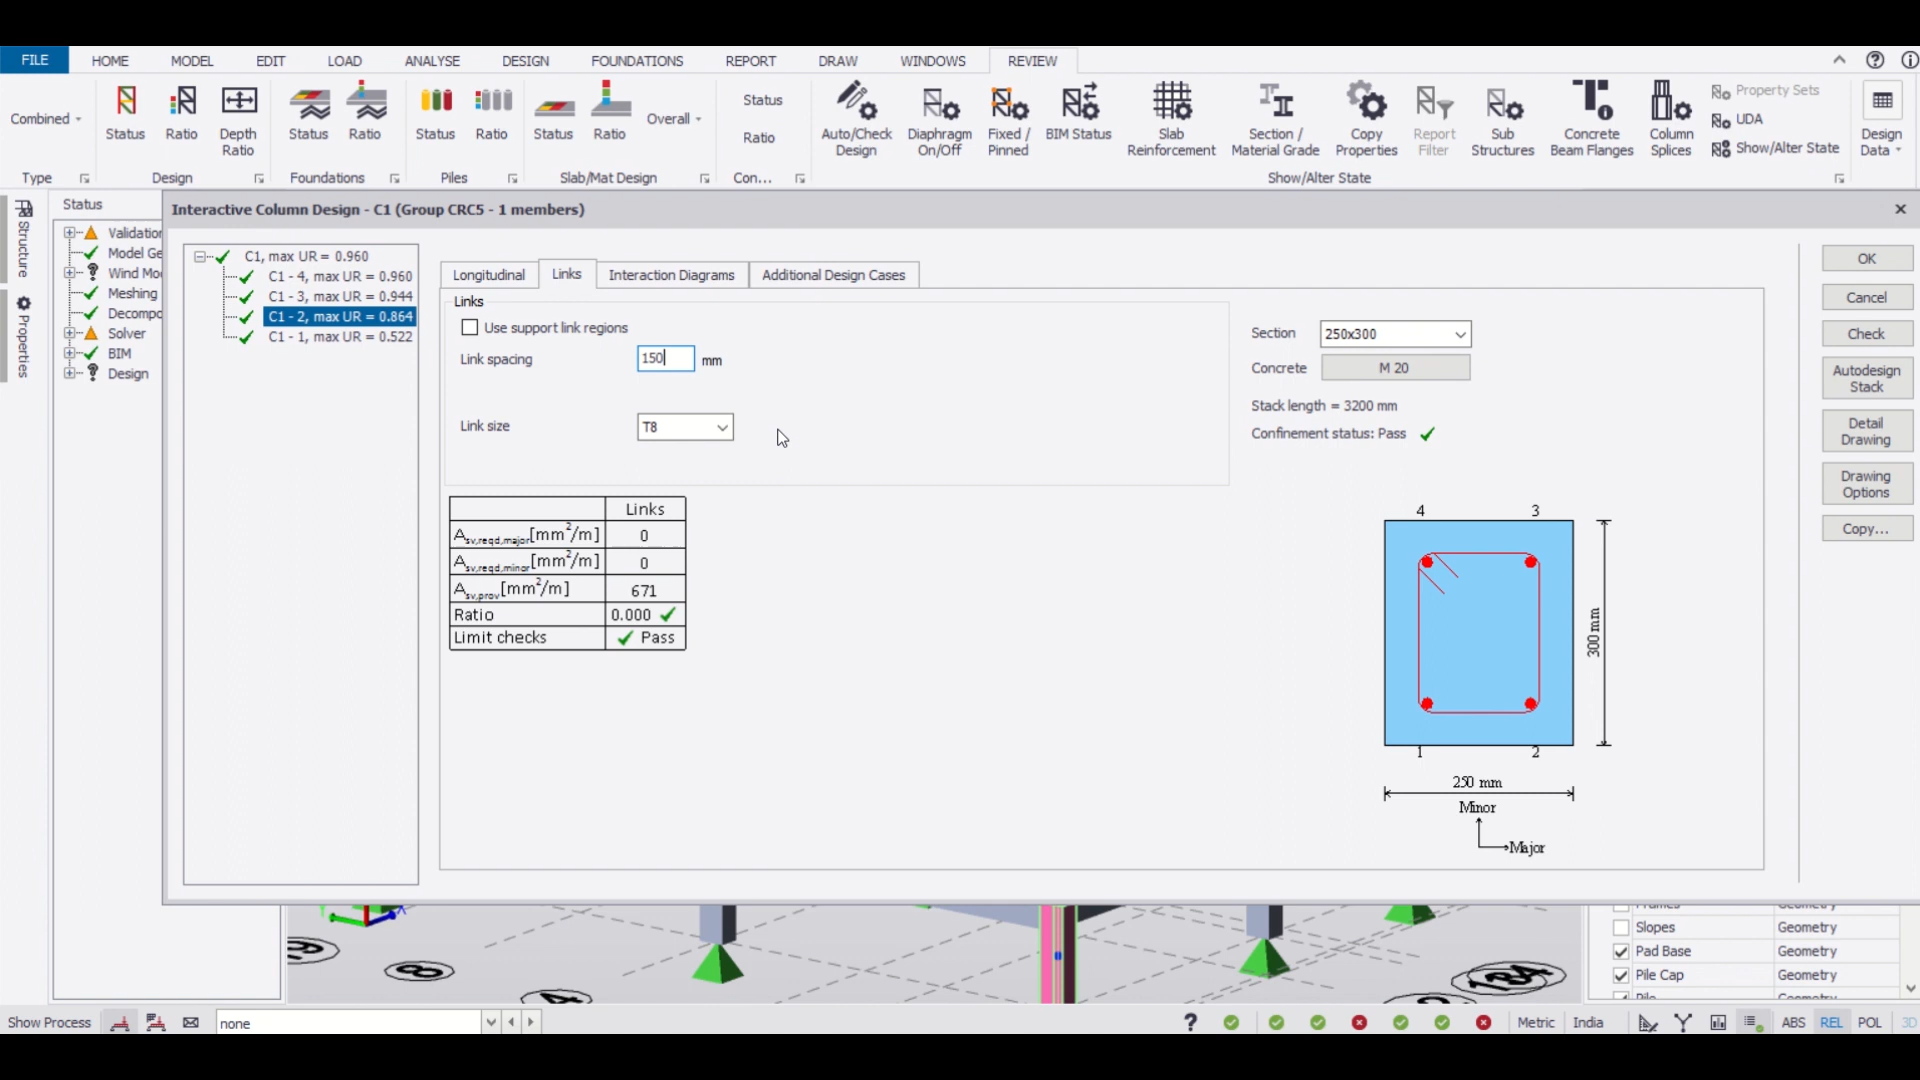 FILE HOME MODEL EDIT LOAD ANALYSE DESIGN FOUNDATIONS REPORT DRAW WINDOWS REVIEW
Combined
Status Ratio Depth Ratio
Status Ratio
Status Ratio
Status Ratio Overall
Status
Ratio
Auto/Check Design
Diaphragm On/Off
Fixed / Pinned
BIM Status
Slab Reinforcement
Section / Material Grade
Copy Properties
Report Filter
Sub Structures
Concrete Beam Flanges
Column Splices
Property Sets
UDA
Show/Alter State
Design Data
Type Design Foundations Piles Slab/Mat Design Con... Show/Alter State
Structure
Properties
Status
Validation
Model Ge
Wind Mo
Meshing
Decompo
Solver
BIM
Design
Interactive Column Design - C1 (Group CRC5 - 1 members)
C1, max UR = 0.960
C1 - 4, max UR = 0.960
C1 - 3, max UR = 0.944
C1 - 2, max UR = 0.864
C1 - 1, max UR = 0.522
Longitudinal Links Interaction Diagrams Additional Design Cases
Links
Use support link regions
Link spacing 150 mm
Link size T8
Links
Asv,reqd,major[mm2/m] 0
Asv,reqd,minor[mm2/m] 0
Asv,prov[mm2/m] 671
Ratio 0.000
Limit checks Pass
Section 250x300
Concrete M 20
Stack length = 3200 mm
Confinement status: Pass
4 3
300 mm
1 2
250 mm
Minor
Major
OK
Cancel
Check
Autodesign Stack
Detail Drawing
Drawing Options
Copy...
8
Slopes Geometry
Pad Base Geometry
Pile Cap Geometry
Show Process none ? Metric India ABS REL POL 3D